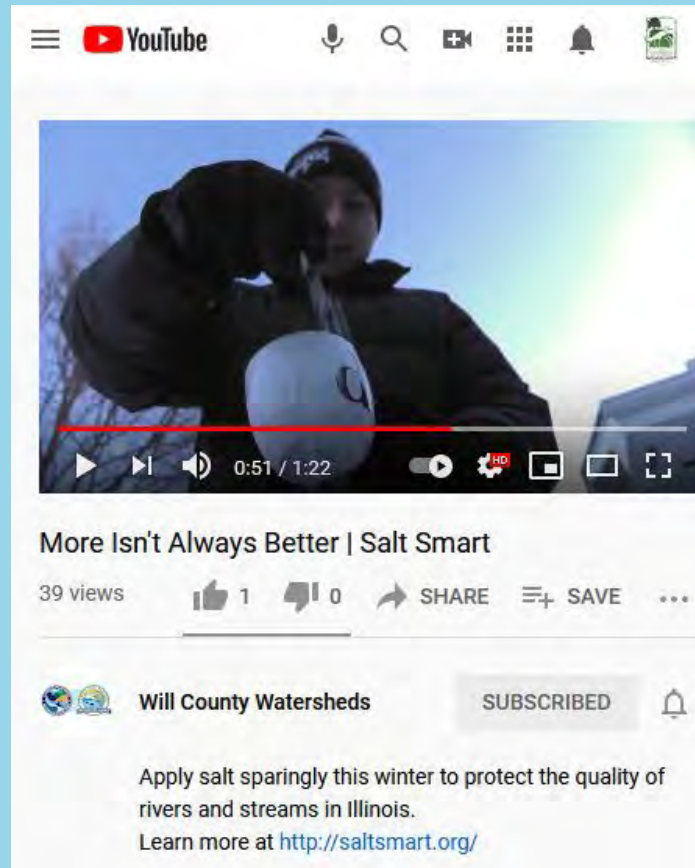 YouTube
0:51 / 1:22
HD
More Isn't Always Better | Salt Smart
39 views 1 0 SHARE SAVE
Will County Watersheds SUBSCRIBED
Apply salt sparingly this winter to protect the quality of
rivers and streams in Illinois.
Learn more at http://saltsmart.org/